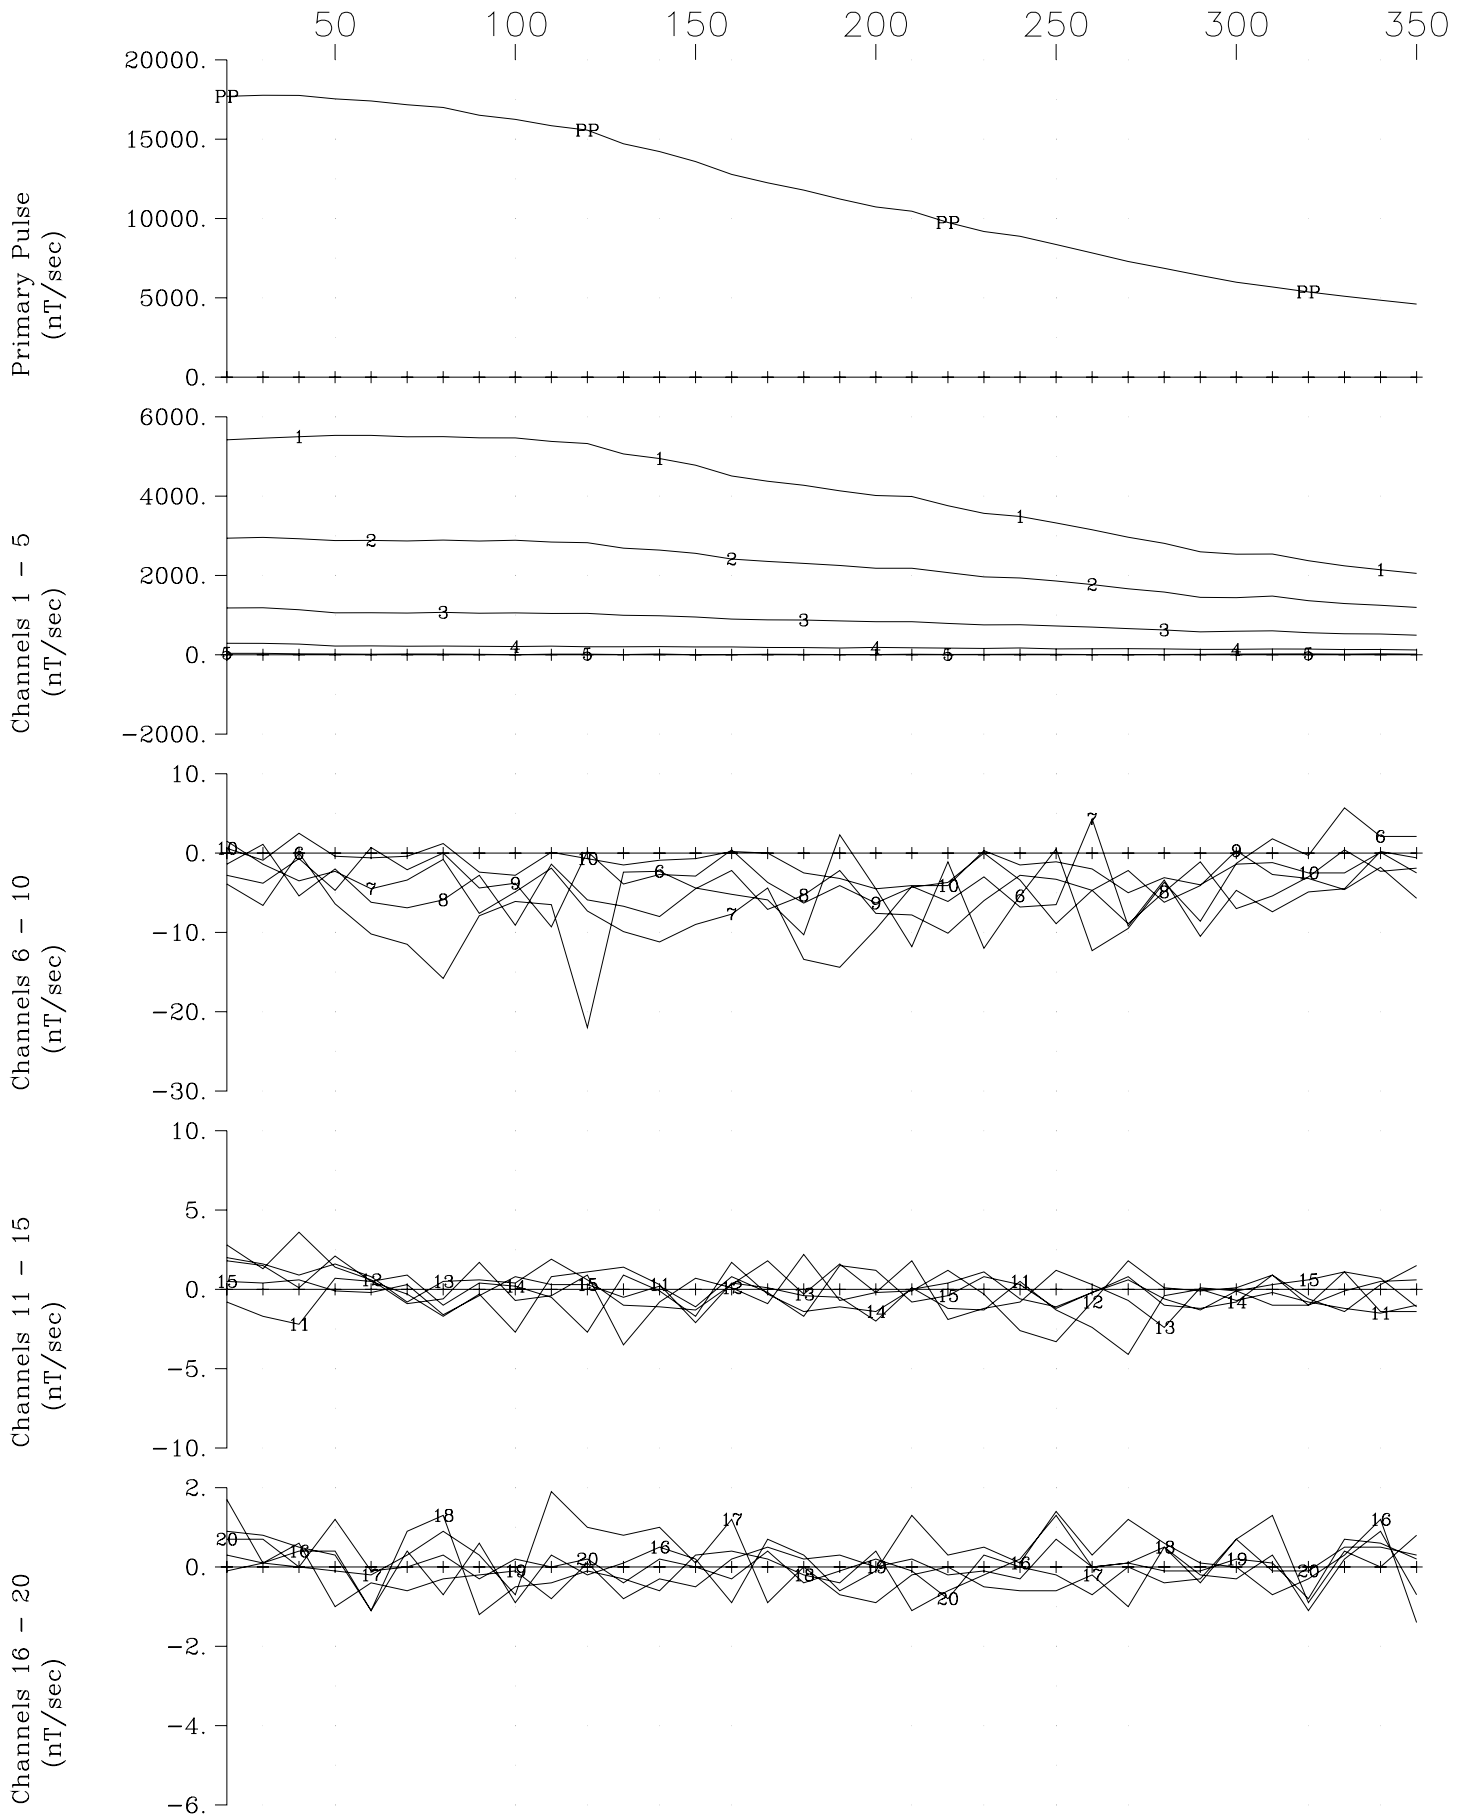 50 100 150 200 250 300 350
Primary Pulse
(nT/sec)
20000.
15000.
10000.
5000.
0.
PP PP PP PP
Channels 1 - 5
(nT/sec)
6000.
4000.
2000.
0.
-2000.
1 1 1 1
2 2 2
3 3 3
4 4 4
5 5 5 5
Channels 6 - 10
(nT/sec)
10.
0.
-10.
-20.
-30.
10 6 7 8 9 10 6 7 8 9 10 6 7 8 9 10 6
Channels 11 - 15
(nT/sec)
10.
5.
0.
-5.
-10.
15 11 12 13 14 15 11 12 13 14 15 11 12 13 14 15 11
Channels 16 - 20
(nT/sec)
2.
0.
-2.
-4.
-6.
20 16 17 18 19 20 16 17 18 19 20 16 17 18 19 20 16